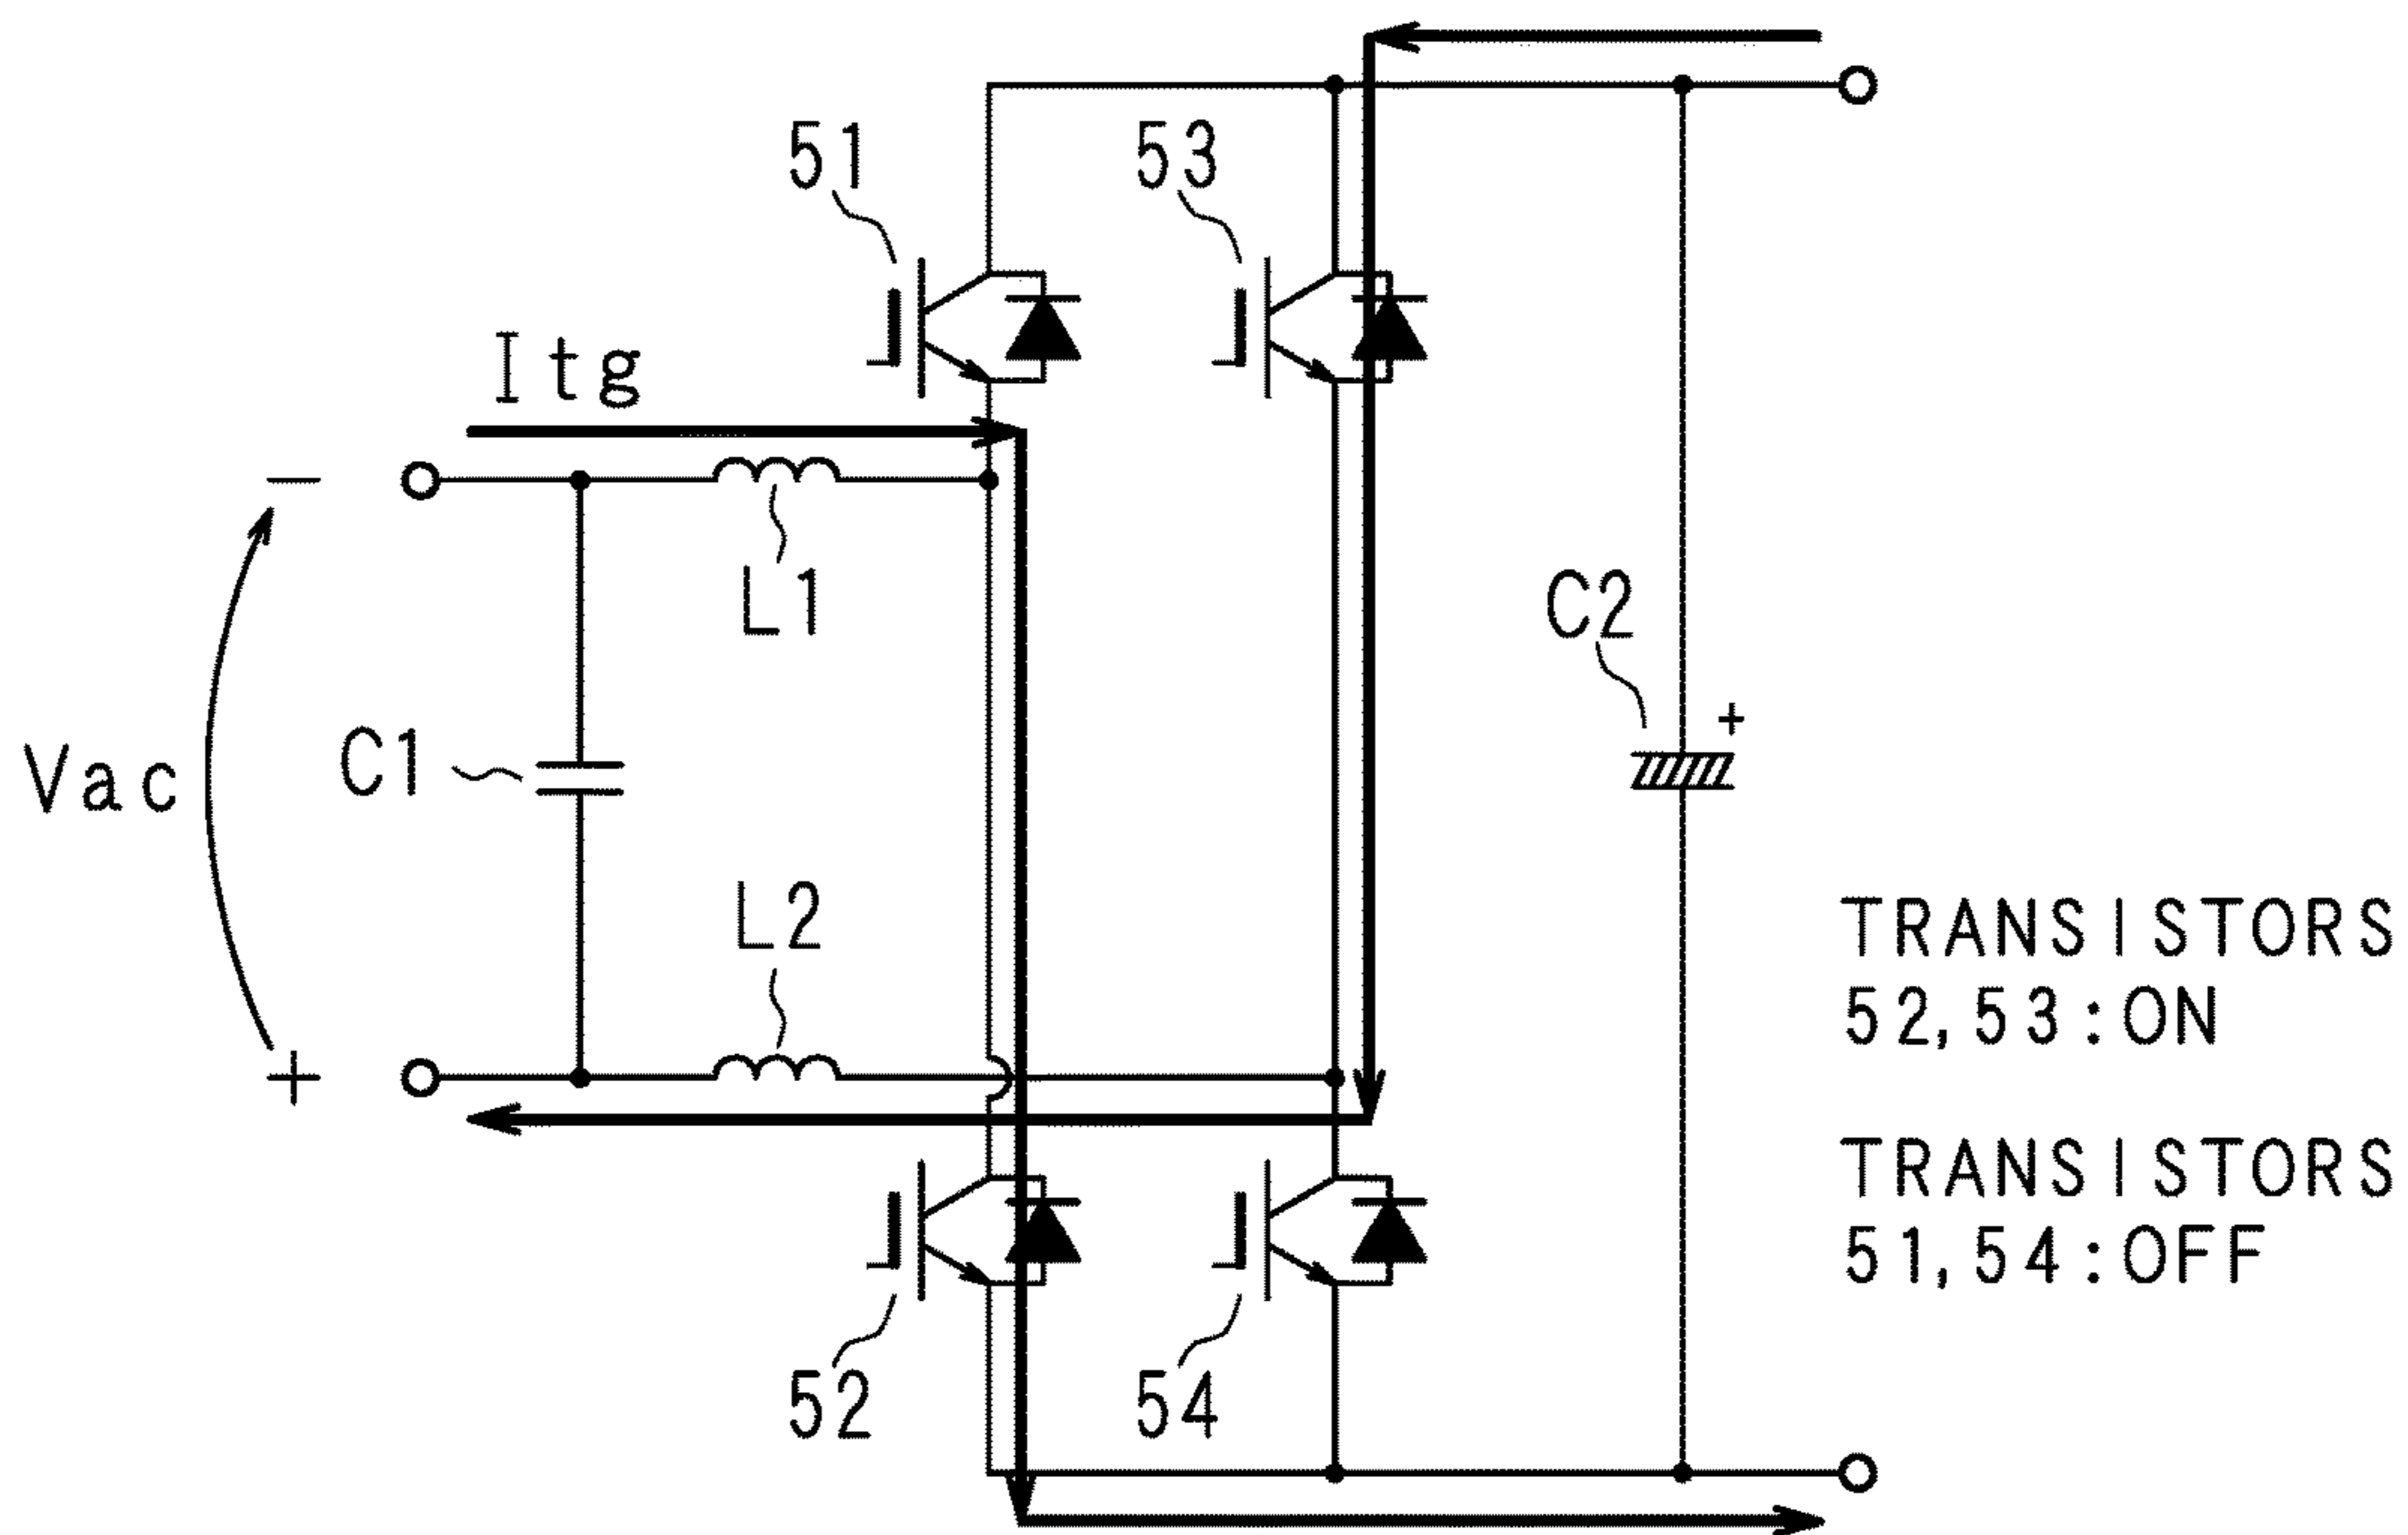 51
53
Itg
−
L1
C2
+
Vac
C1
L2
+
TRANSISTORS
52,53:ON
TRANSISTORS
51,54:OFF
52
54